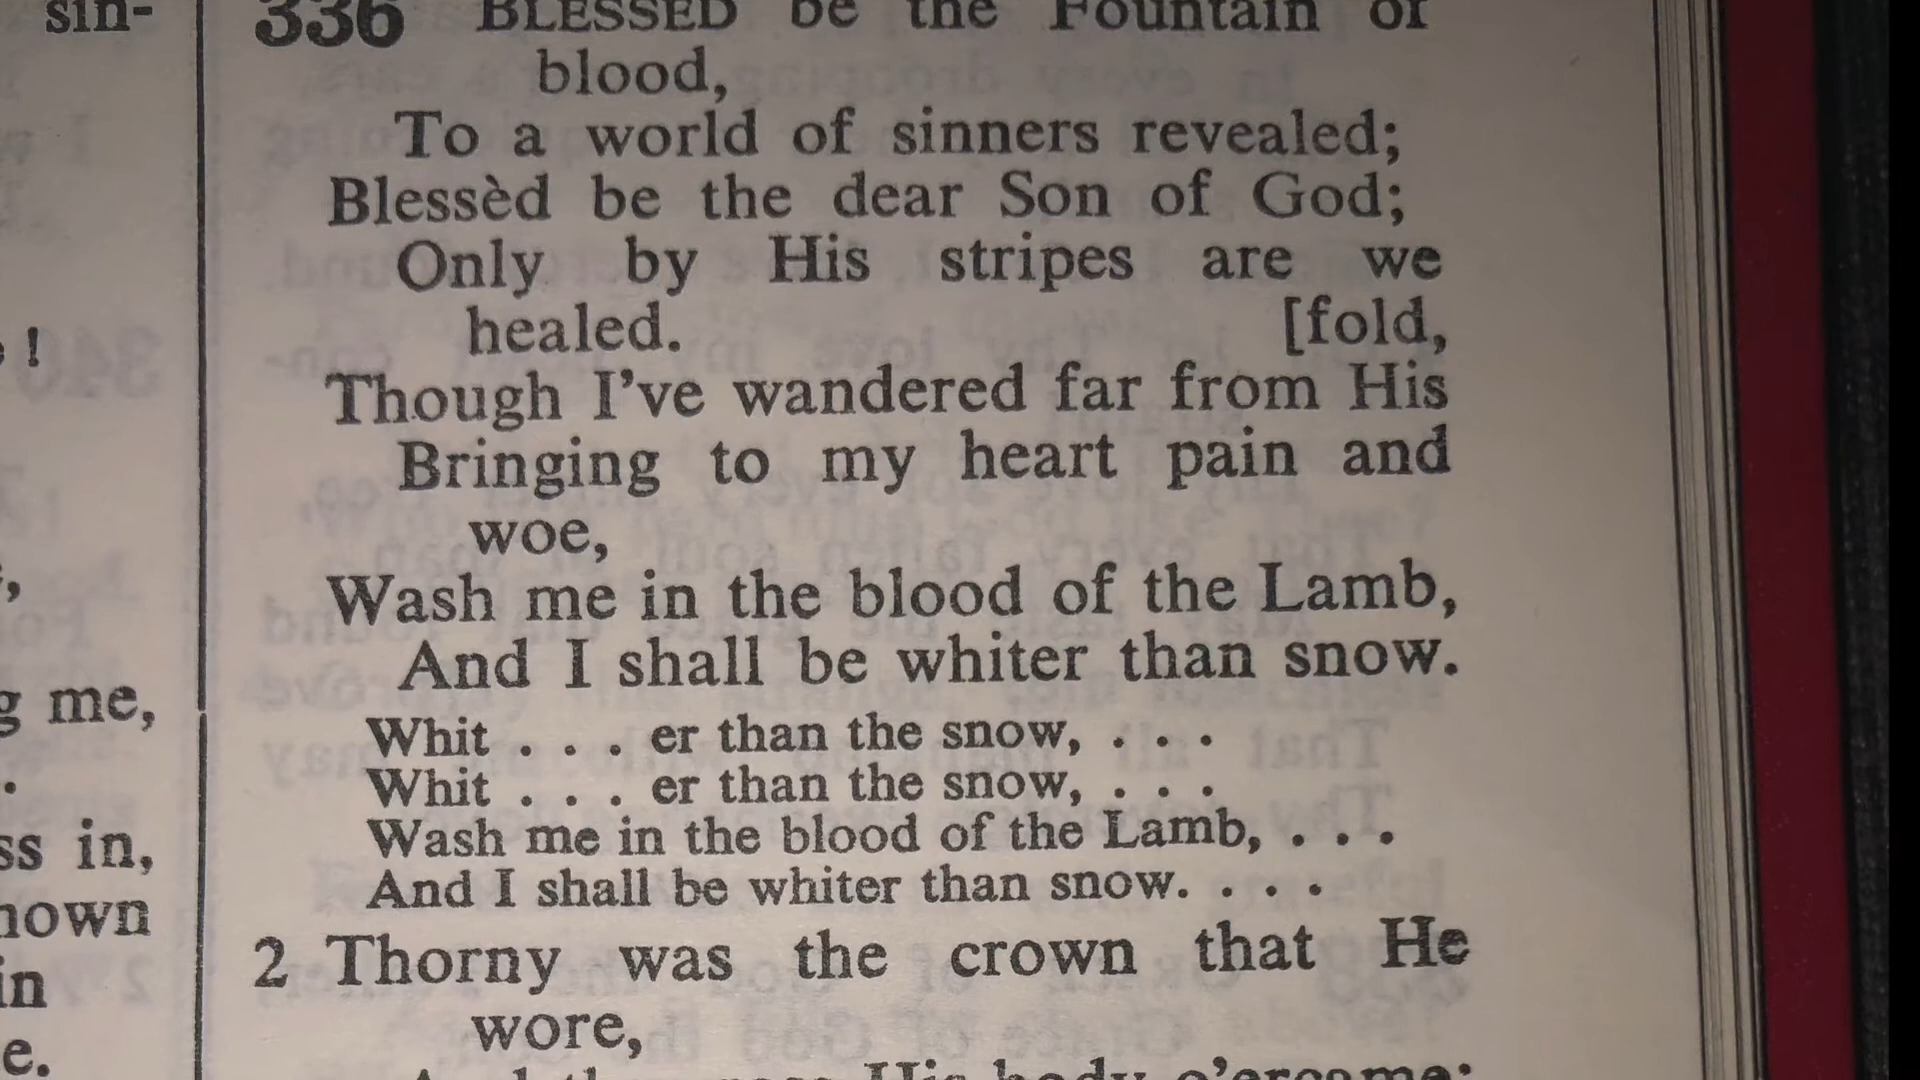 sin-
!
g me,
ss in,
nown
in
e.
336 BLESSED be the Fountain of
blood,
To a world of sinners revealed;
Blessèd be the dear Son of God;
Only by His stripes are we
healed. [fold,
Though I've wandered far from His
Bringing to my heart pain and
woe,
Wash me in the blood of the Lamb,
And I shall be whiter than snow.
Whit . . . er than the snow, . . .
Whit . . . er than the snow, . . .
Wash me in the blood of the Lamb, . . .
And I shall be whiter than snow. . . .
2 Thorny was the crown that He
wore,
His body o'ercame;